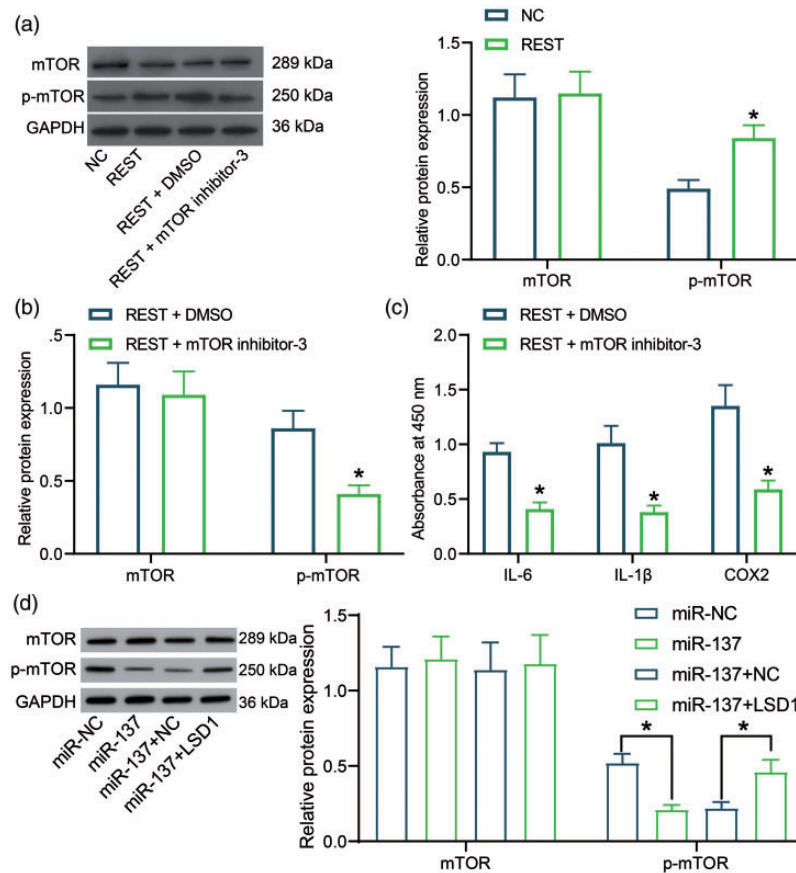 (a)
mTOR
289 kDa
p-mTOR
250 kDa
GAPDH
36 kDa
NC
REST
REST + DMSO
REST + mTOR inhibitor-3
NC
REST
Relative protein expression
1.5
1.0
0.5
0.0
*
mTOR
p-mTOR
(b)
REST + DMSO
REST + mTOR inhibitor-3
Relative protein expression
.5
1.0
0.5
0.0
*
mTOR
p-mTOR
(c)
REST + DMSO
REST + mTOR inhibitor-3
Absorbance at 450 nm
2.0
1.5
1.0
0.5
0.0
*
*
*
IL-6
IL-1β
COX2
(d)
mTOR
289 kDa
p-mTOR
250 kDa
GAPDH
36 kDa
miR-NC
miR-137
miR-137+NC
miR-137+LSD1
Relative protein expression
1.5
1.0
0.5
0.0
miR-NC
miR-137
miR-137+NC
miR-137+LSD1
*
*
mTOR
p-mTOR